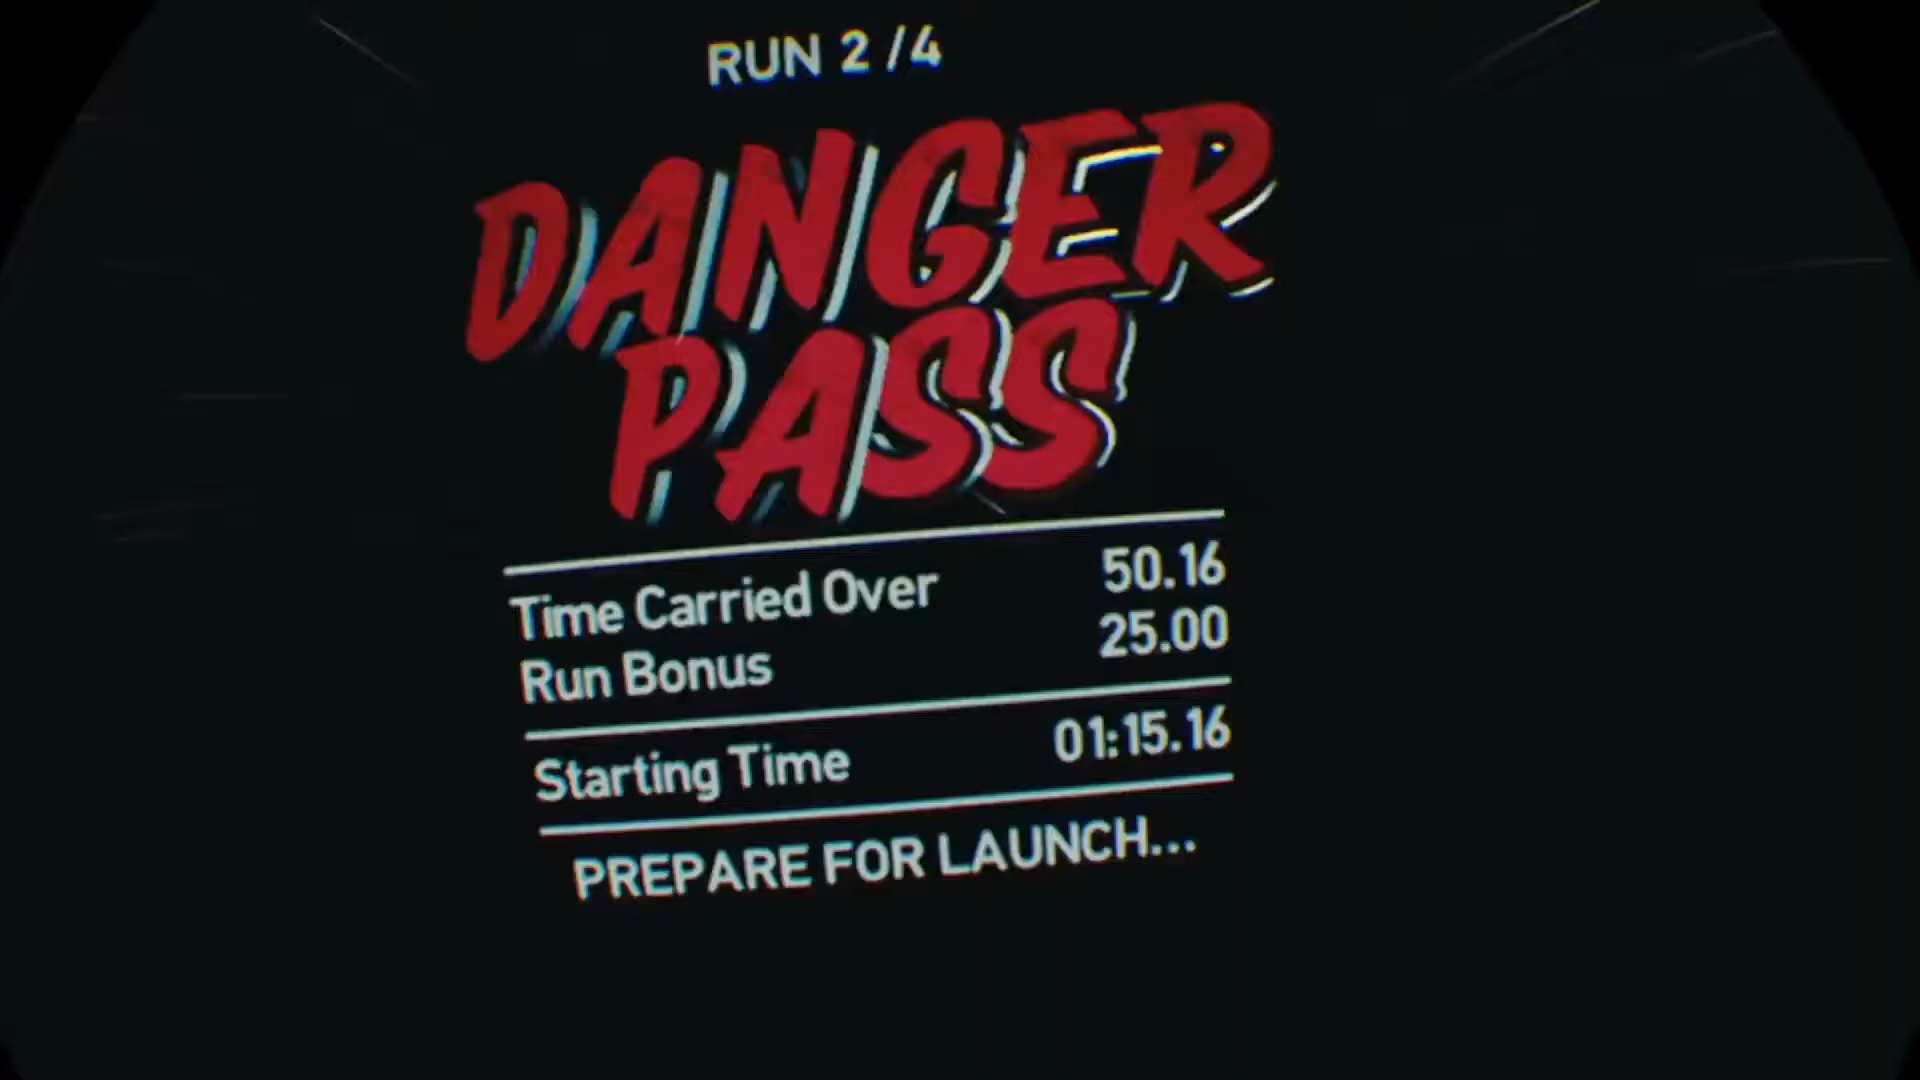 RUN 2 /4
DANGER
PASS
Time Carried Over 50.16
Run Bonus 25.00
Starting Time 01:15.16
PREPARE FOR LAUNCH...